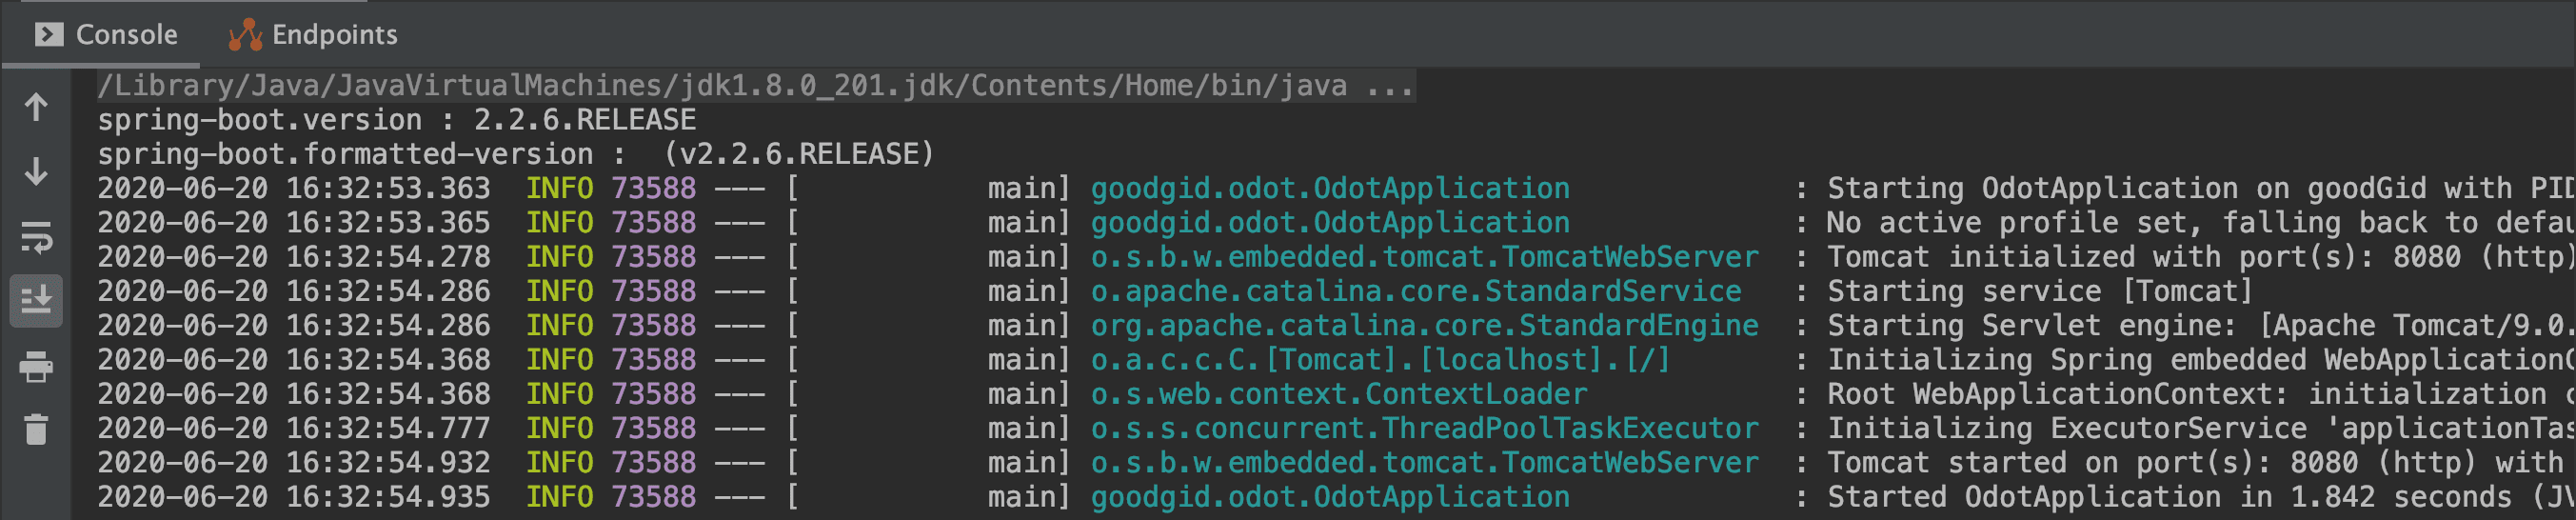 Console Endpoints
/Library/Java/JavaVirtualMachines/jdk1.8.0_201.jdk/Contents/Home/bin/java ...
spring-boot.version : 2.2.6.RELEASE
spring-boot.formatted-version :  (v2.2.6.RELEASE)
2020-06-20 16:32:53.363  INFO 73588 --- [           main] goodgid.odot.OdotApplication             : Starting OdotApplication on goodGid with PID
2020-06-20 16:32:53.365  INFO 73588 --- [           main] goodgid.odot.OdotApplication             : No active profile set, falling back to defau
2020-06-20 16:32:54.278  INFO 73588 --- [           main] o.s.b.w.embedded.tomcat.TomcatWebServer  : Tomcat initialized with port(s): 8080 (http)
2020-06-20 16:32:54.286  INFO 73588 --- [           main] o.apache.catalina.core.StandardService   : Starting service [Tomcat]
2020-06-20 16:32:54.286  INFO 73588 --- [           main] org.apache.catalina.core.StandardEngine  : Starting Servlet engine: [Apache Tomcat/9.0.
2020-06-20 16:32:54.368  INFO 73588 --- [           main] o.a.c.c.C.[Tomcat].[localhost].[/]       : Initializing Spring embedded WebApplicationC
2020-06-20 16:32:54.368  INFO 73588 --- [           main] o.s.web.context.ContextLoader            : Root WebApplicationContext: initialization c
2020-06-20 16:32:54.777  INFO 73588 --- [           main] o.s.s.concurrent.ThreadPoolTaskExecutor  : Initializing ExecutorService 'applicationTas
2020-06-20 16:32:54.932  INFO 73588 --- [           main] o.s.b.w.embedded.tomcat.TomcatWebServer  : Tomcat started on port(s): 8080 (http) with
2020-06-20 16:32:54.935  INFO 73588 --- [           main] goodgid.odot.OdotApplication             : Started OdotApplication in 1.842 seconds (JV